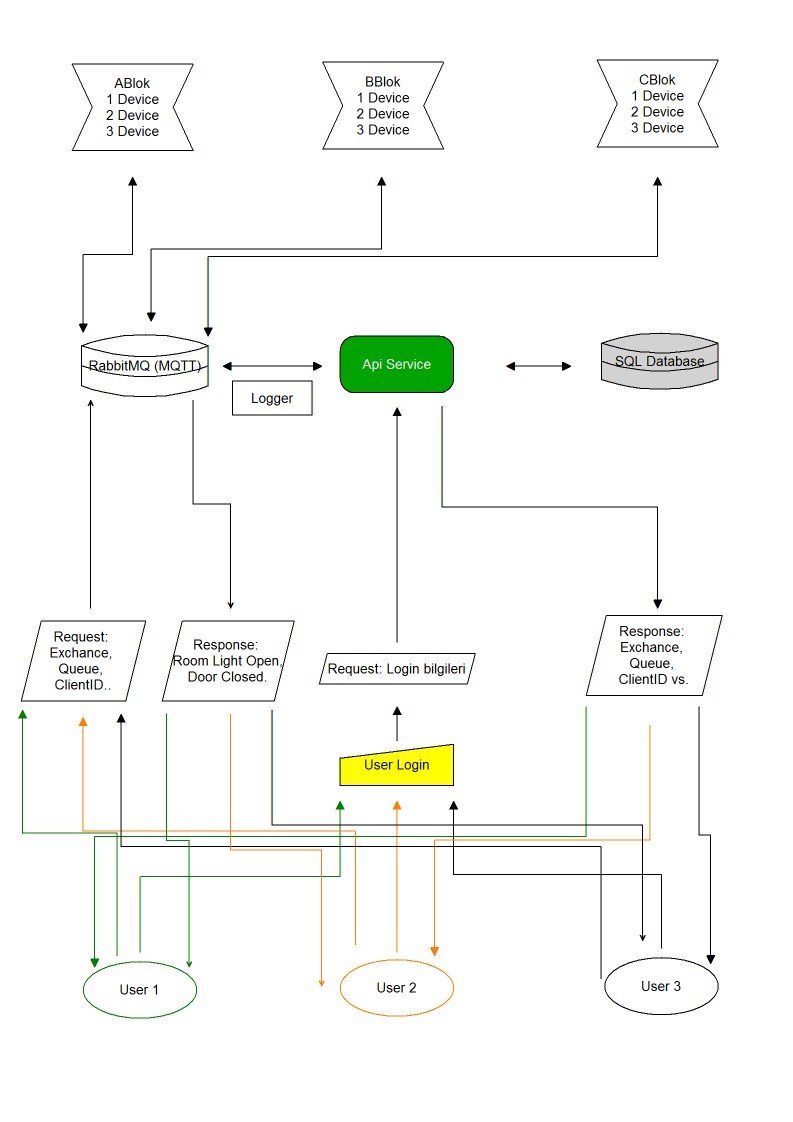 ABlok
1 Device
2 Device
3 Device
BBlok
1 Device
2 Device
3 Device
CBlok
1 Device
2 Device
3 Device
RabbitMQ (MQTT)
Api Service
SQL Database
Logger
Request:
Exchance,
Queue,
ClientID..
Response:
Room Light Open,
Door Closed.
Request: Login bilgileri
Response:
Exchance,
Queue,
ClientID vs.
User Login
User 1
User 2
User 3